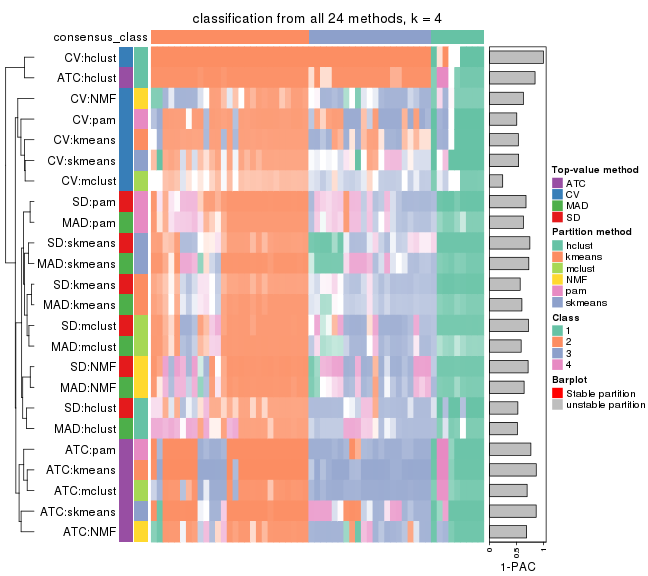 classification from all 24 methods, k = 4
consensus_class
CV:hclust
ATC:hclust
CV:NMF
CV:pam
CV:kmeans
CV:skmeans
CV:mclust
SD:pam
MAD:pam
SD:skmeans
MAD:skmeans
SD:kmeans
MAD:kmeans
SD:mclust
MAD:mclust
SD:NMF
MAD:NMF
SD:hclust
MAD:hclust
ATC:pam
ATC:kmeans
ATC:mclust
ATC:skmeans
ATC:NMF
0
0.5
1
1-PAC
Top-value method
ATC
CV
MAD
SD
Partition method
hclust
kmeans
mclust
NMF
pam
skmeans
Class
1
2
3
4
Barplot
Stable partition
unstable partition